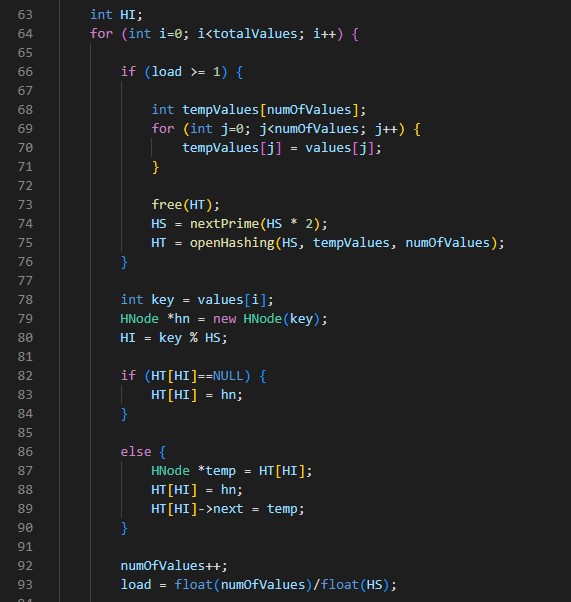 63 int HI;
64 for (int i=0; i<totalValues; i++) {
65
66 if (load >= 1) {
67
68 int tempValues[numOfValues];
69 for (int j=0; j<numOfValues; j++) {
70 tempValues[j] = values[j];
71 }
72
73 free(HT);
74 HS = nextPrime(HS * 2);
75 HT = openHashing(HS, tempValues, numOfValues);
76 }
77
78 int key = values[i];
79 HNode *hn = new HNode(key);
80 HI = key % HS;
81
82 if (HT[HI]==NULL) {
83 HT[HI] = hn;
84 }
85
86 else {
87 HNode *temp = HT[HI];
88 HT[HI] = hn;
89 HT[HI]->next = temp;
90 }
91
92 numOfValues++;
93 load = float(numOfValues)/float(HS);